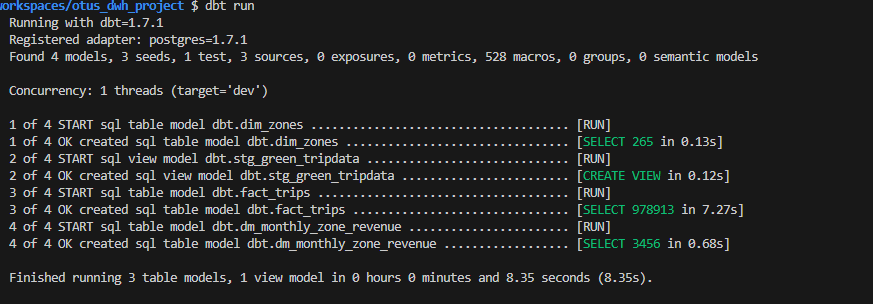 workspaces/otus_dwh_project $ dbt run
Running with dbt=1.7.1
Registered adapter: postgres=1.7.1
Found 4 models, 3 seeds, 1 test, 3 sources, 0 exposures, 0 metrics, 528 macros, 0 groups, 0 semantic models
Concurrency: 1 threads (target='dev')
1 of 4 START sql table model dbt.dim_zones ................................... [RUN]
1 of 4 OK created sql table model dbt.dim_zones .............................. [SELECT 265 in 0.13s]
2 of 4 START sql view model dbt.stg_green_tripdata ........................... [RUN]
2 of 4 OK created sql view model dbt.stg_green_tripdata ...................... [CREATE VIEW in 0.12s]
3 of 4 START sql table model dbt.fact_trips .................................. [RUN]
3 of 4 OK created sql table model dbt.fact_trips ............................. [SELECT 978913 in 7.27s]
4 of 4 START sql table model dbt.dm_monthly_zone_revenue ..................... [RUN]
4 of 4 OK created sql table model dbt.dm_monthly_zone_revenue ................ [SELECT 3456 in 0.68s]
Finished running 3 table models, 1 view model in 0 hours 0 minutes and 8.35 seconds (8.35s).